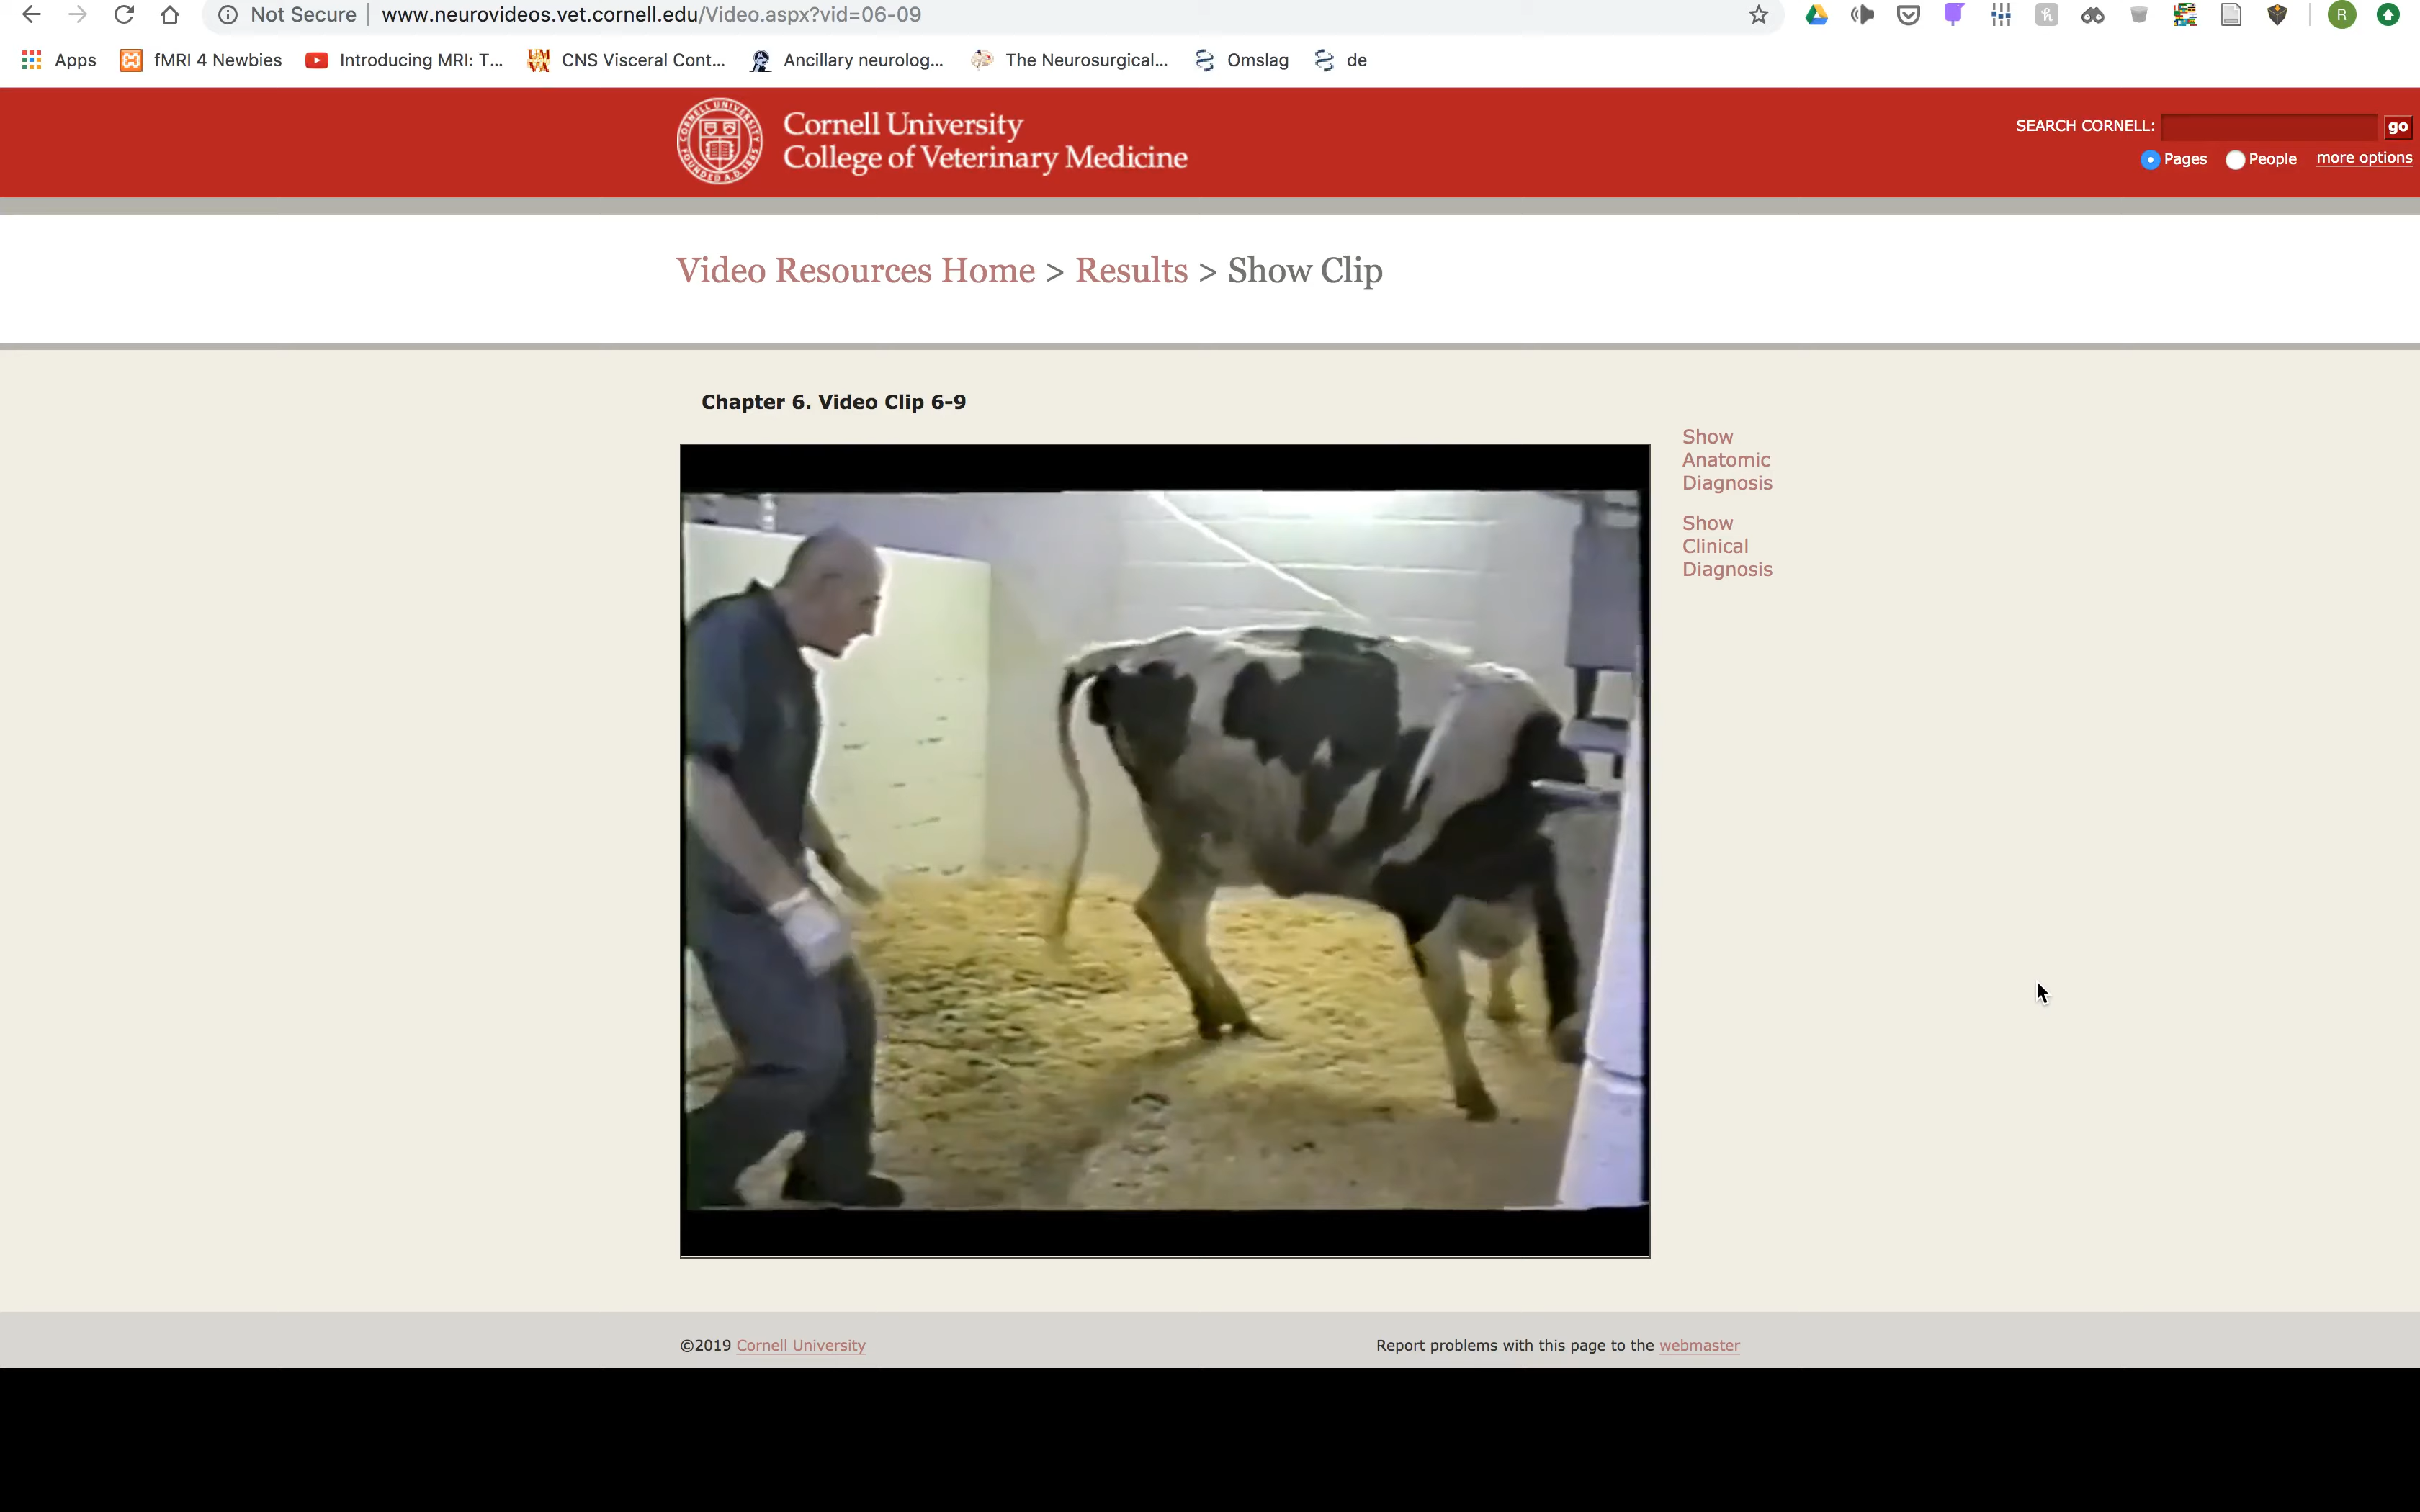 Not Secure | www.neurovideos.vet.cornell.edu/Video.aspx?vid=06-09
R
Apps fMRI 4 Newbies Introducing MRI: T... CNS Visceral Cont... Ancillary neurolog... The Neurosurgical... Omslag de
Cornell University
College of Veterinary Medicine
SEARCH CORNELL: go
Pages People more options
Video Resources Home > Results > Show Clip
Chapter 6. Video Clip 6-9
Show
Anatomic
Diagnosis
Show
Clinical
Diagnosis
©2019 Cornell University
Report problems with this page to the webmaster